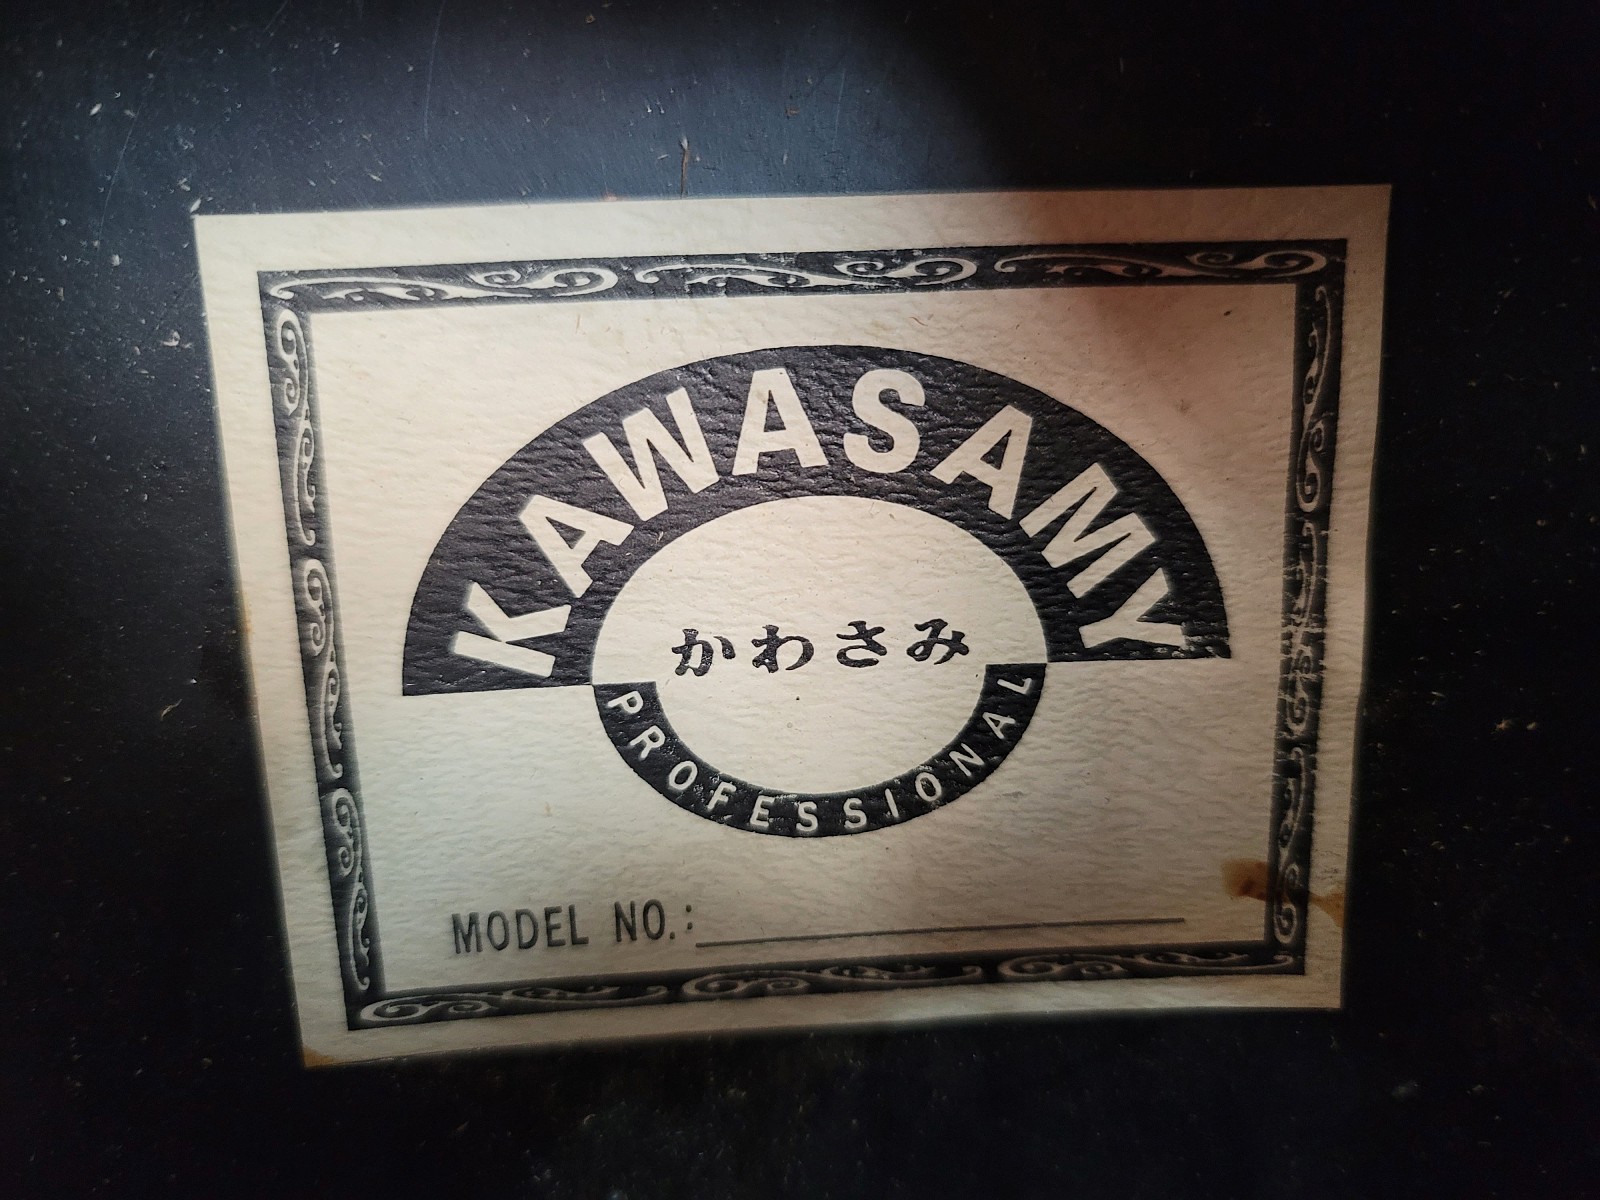 KAWASAMY
かわさみ
PROFESSIONAL
MODEL NO.: